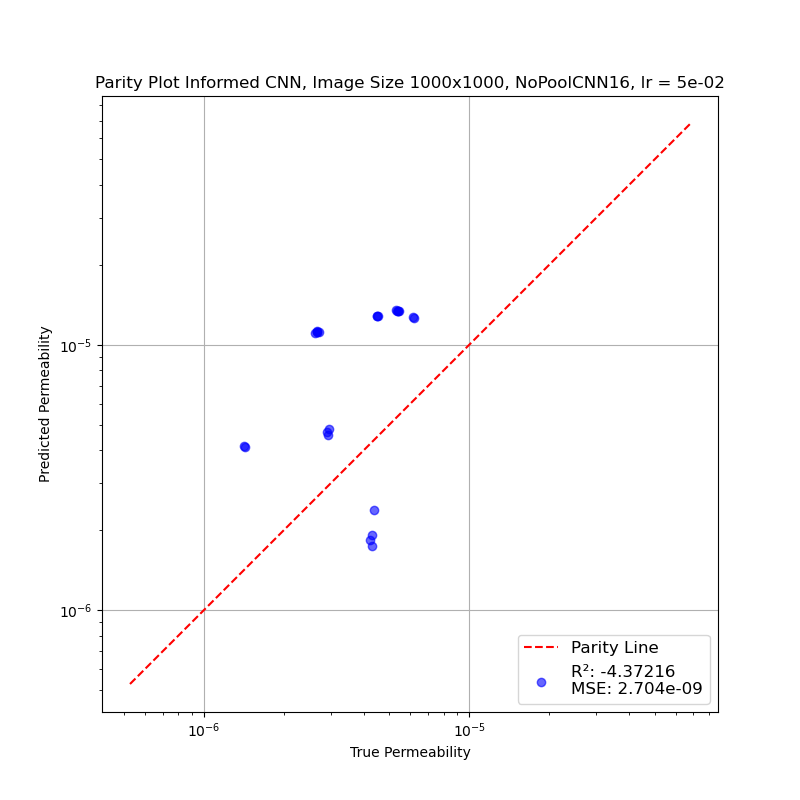 Parity Plot Informed CNN, Image Size 1000x1000, NoPoolCNN16, lr = 5e-02
Predicted Permeability
10⁻⁵
10⁻⁶
10⁻⁶
10⁻⁵
True Permeability
Parity Line
R²: -4.37216
MSE: 2.704e-09